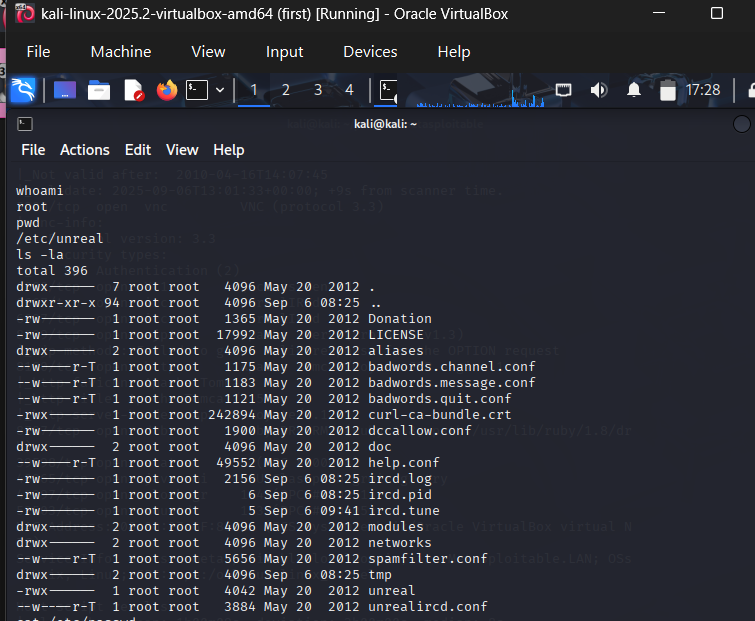 kali-linux-2025.2-virtualbox-amd64 (first) [Running] - Oracle VirtualBox
File Machine View Input Devices Help
1 2 3 4 17:28
kali@kali: ~
File Actions Edit View Help
whoami
root
pwd
/etc/unreal
ls -la
total 396
drwx------ 7 root root 4096 May 20 2012 .
drwxr-xr-x 94 root root 4096 Sep 6 08:25 ..
-rw------- 1 root root 1365 May 20 2012 Donation
-rw------- 1 root root 17992 May 20 2012 LICENSE
drwx------ 2 root root 4096 May 20 2012 aliases
--w----r-T 1 root root 1175 May 20 2012 badwords.channel.conf
--w----r-T 1 root root 1183 May 20 2012 badwords.message.conf
--w----r-T 1 root root 1121 May 20 2012 badwords.quit.conf
-rwx------ 1 root root 242894 May 20 2012 curl-ca-bundle.crt
-rw------- 1 root root 1900 May 20 2012 dccallow.conf
drwx------ 2 root root 4096 May 20 2012 doc
--w----r-T 1 root root 49552 May 20 2012 help.conf
-rw------- 1 root root 2156 Sep 6 08:25 ircd.log
-rw------- 1 root root 6 Sep 6 08:25 ircd.pid
-rw------- 1 root root 5 Sep 6 09:41 ircd.tune
drwx------ 2 root root 4096 May 20 2012 modules
drwx------ 2 root root 4096 May 20 2012 networks
--w----r-T 1 root root 5656 May 20 2012 spamfilter.conf
drwx------ 2 root root 4096 Sep 6 08:25 tmp
-rwx------ 1 root root 4042 May 20 2012 unreal
--w----r-T 1 root root 3884 May 20 2012 unrealircd.conf